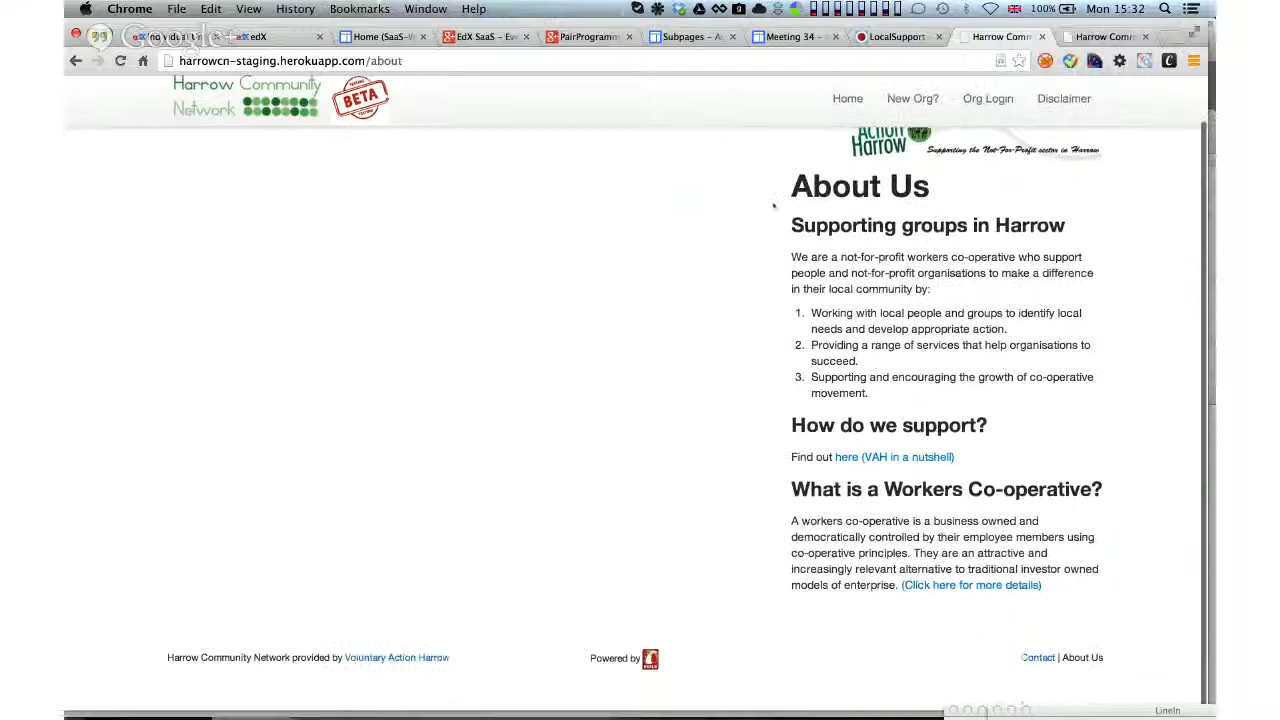 Chrome File Edit View History Bookmarks Window Help 100% Mon 15:32
Google+
edX
Home (SaaS-W
EdX SaaS - Ev
PairProgramm
Subpages - A
Meeting 34 -
LocalSupport
Harrow Comm
Harrow Comm
harrowcn-staging.herokuapp.com/about
Harrow Community
Network
TESTING
BETA
Home New Org? Org Login Disclaimer
Action
Harrow
Supporting the Not-For-Profit sector in Harrow
About Us
Supporting groups in Harrow
We are a not-for-profit workers co-operative who support
people and not-for-profit organisations to make a difference
in their local community by:
1. Working with local people and groups to identify local
needs and develop appropriate action.
2. Providing a range of services that help organisations to
succeed.
3. Supporting and encouraging the growth of co-operative
movement.
How do we support?
Find out here (VAH in a nutshell)
What is a Workers Co-operative?
A workers co-operative is a business owned and
democratically controlled by their employee members using
co-operative principles. They are an attractive and
increasingly relevant alternative to traditional investor owned
models of enterprise. (Click here for more details)
Harrow Community Network provided by Voluntary Action Harrow
Powered by
Contact | About Us
LineIn